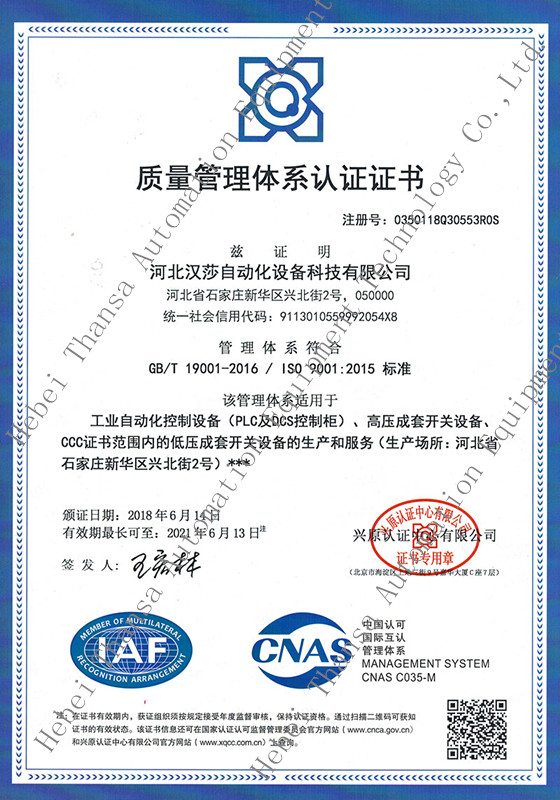 质量管理体系认证证书
注册号: 0350118Q30553R0S
兹证明
河北汉莎自动化设备科技有限公司
河北省石家庄新华区兴北街2号, 050000
统一社会信用代码: 9113010559992054X8
管理体系符合
GB/T 19001-2016 / ISO 9001:2015 标准
该管理体系适用于
工业自动化控制设备（PLC及DCS控制柜）、高压成套开关设备、
CCC证书范围内的低压成套开关设备的生产和服务（生产场所: 河北省
石家庄新华区兴北街2号）***
颁证日期: 2018年6月14日
有效期最长可至: 2021年6月13日注
签发人:
兴原认证中心有限公司
兴原认证中心有限公司
证书专用章
（北京市海淀区土地三街9号嘉华大厦C座7层）
MEMBER OF MULTILATERAL
IAF
RECOGNITION ARRANGEMENT
CNAS
中国认可
国际互认
管理体系
MANAGEMENT SYSTEM
CNAS C035-M
注: 在证书有效期内，获证组织须按规定接受年度监督审核，保持认证资格。通过扫描二维码可获知
证书的有效状态。该证书信息还可在国家认证认可监督管理委员会官方网站（www.cnca.gov.cn）
和兴原认证中心有限公司官方网站（www.xqcc.com.cn）上查询。
Hebei Thansa Automation Equipment Technology Co.,Ltd
Hebei Thansa Automation Equipment